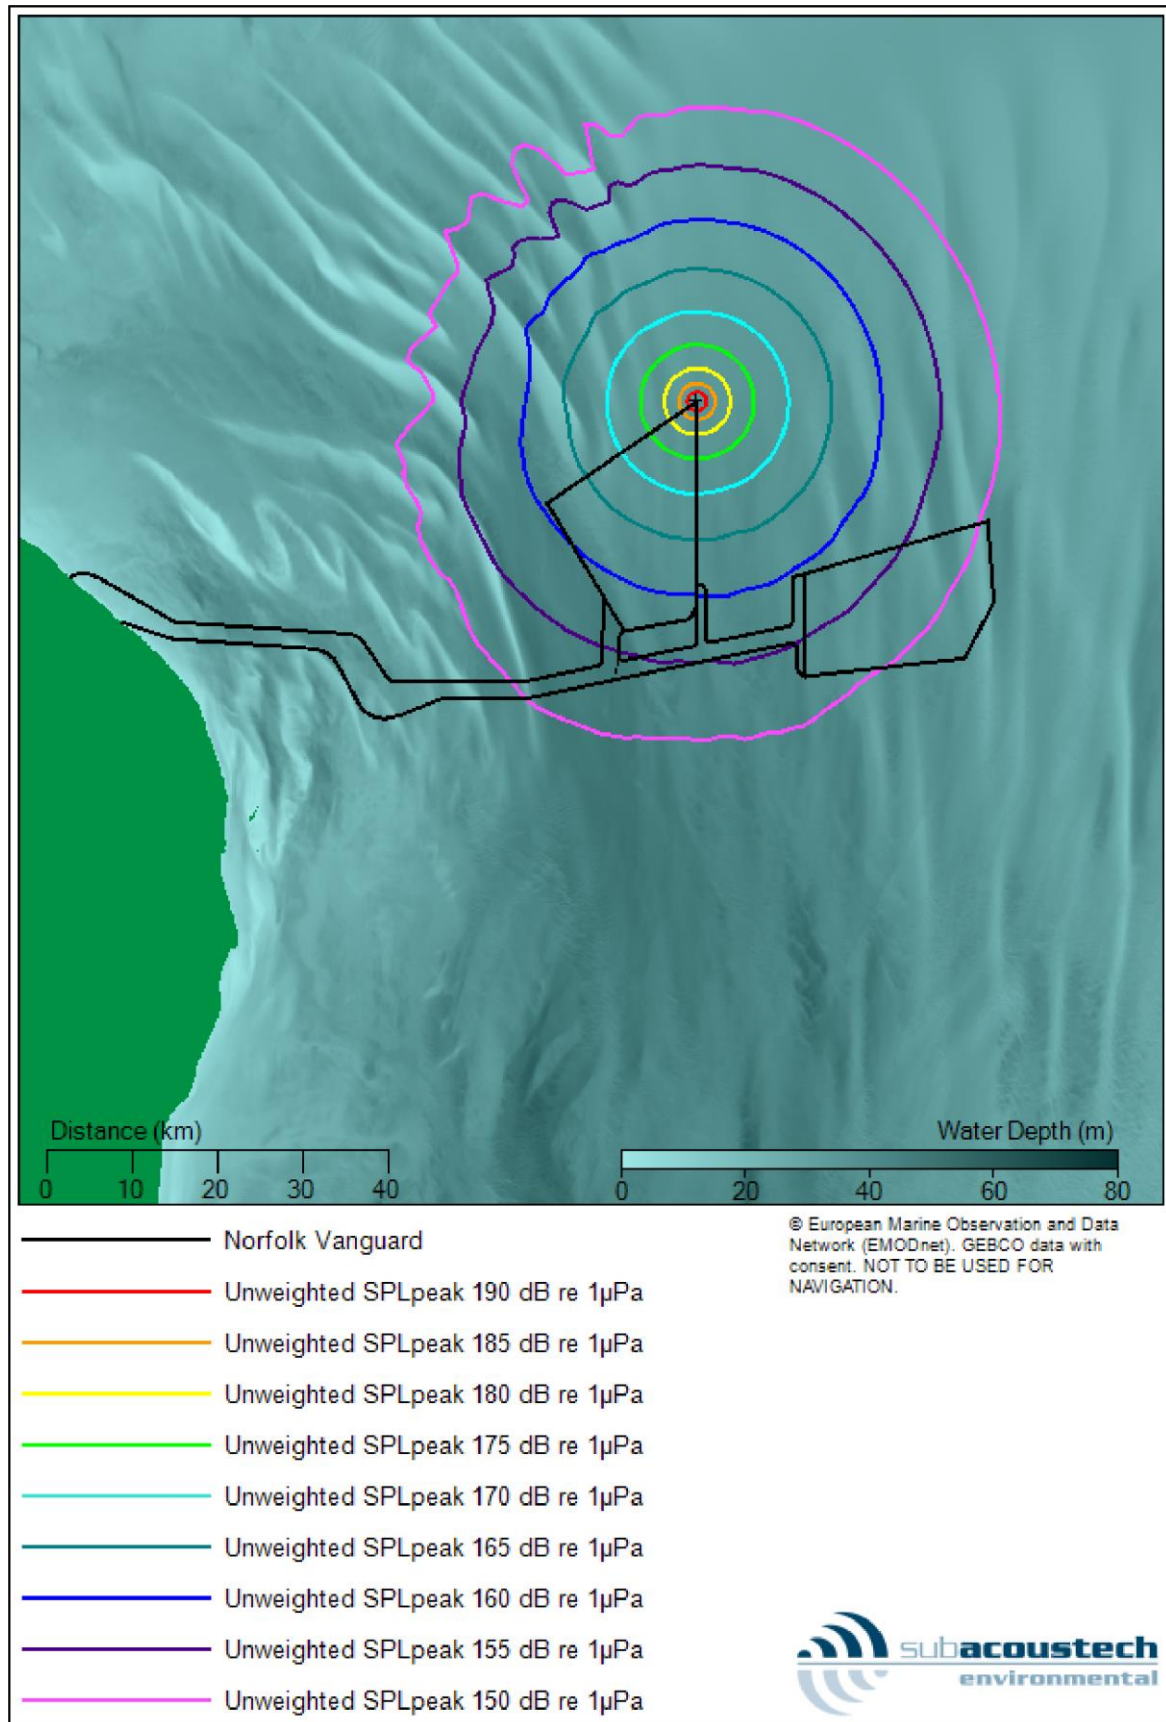 Distance (km)
0 10 20 30 40
Water Depth (m)
0 20 40 60 80
Norfolk Vanguard
Unweighted SPLpeak 190 dB re 1µPa
Unweighted SPLpeak 185 dB re 1µPa
Unweighted SPLpeak 180 dB re 1µPa
Unweighted SPLpeak 175 dB re 1µPa
Unweighted SPLpeak 170 dB re 1µPa
Unweighted SPLpeak 165 dB re 1µPa
Unweighted SPLpeak 160 dB re 1µPa
Unweighted SPLpeak 155 dB re 1µPa
Unweighted SPLpeak 150 dB re 1µPa
© European Marine Observation and Data
Network (EMODnet). GEBCO data with
consent. NOT TO BE USED FOR
NAVIGATION.
subacoustech
environmental